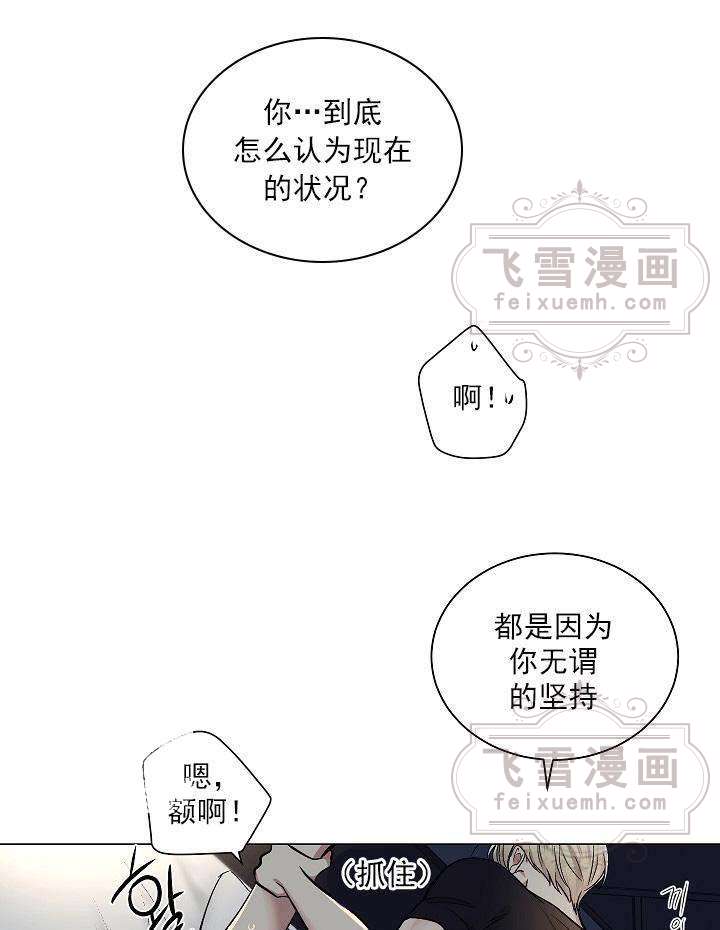 你…到底
怎么认为现在
的状况？
飞雪漫画
feixuemh.com
啊！
都是因为
你无谓
的坚持
飞雪漫画
feixuemh.com
嗯，
额啊！
（抓住）